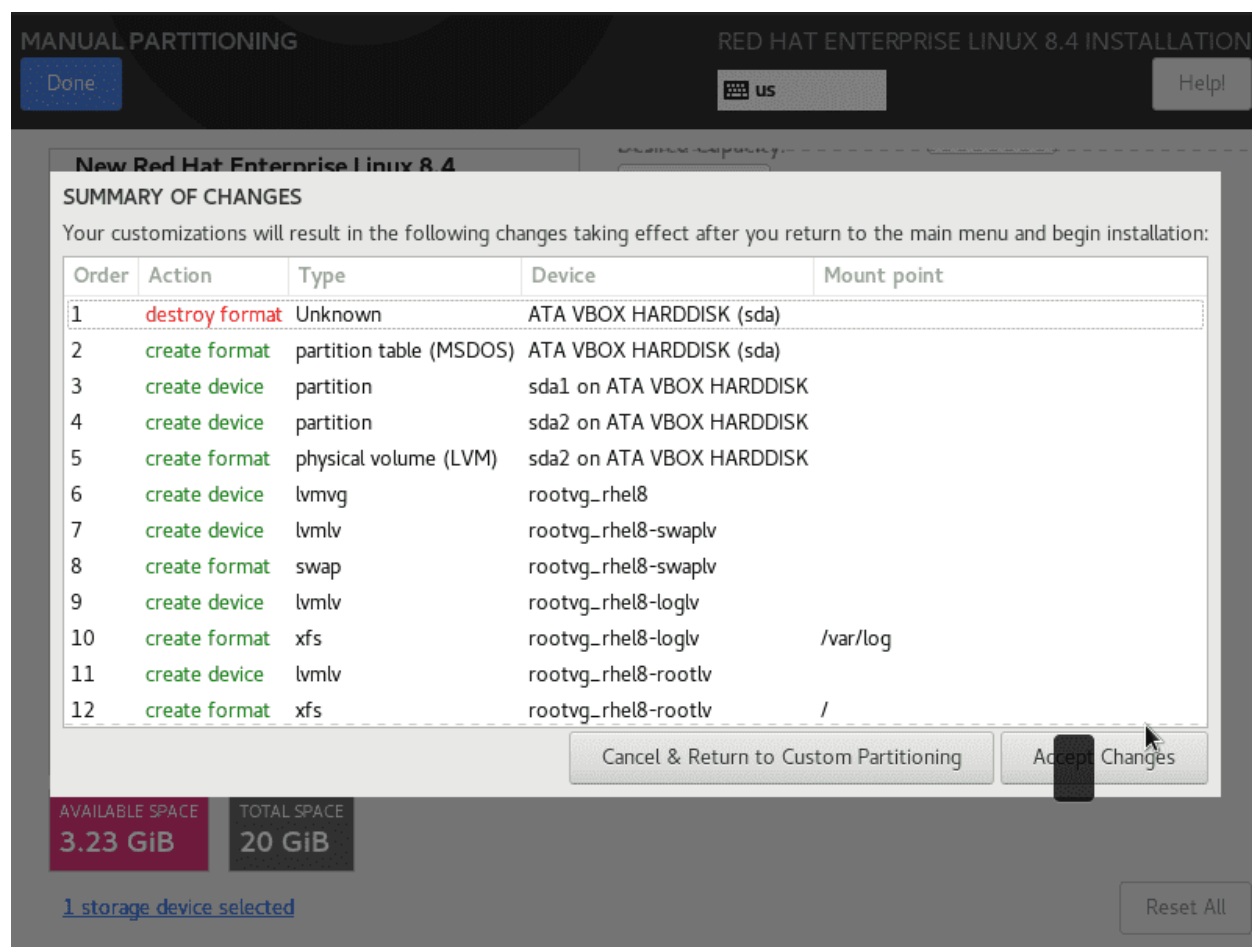 MANUAL PARTITIONING
RED HAT ENTERPRISE LINUX 8.4 INSTALLATION
Done
us
Help!
New Red Hat Enterprise Linux 8.4
Desired Capacity:
SUMMARY OF CHANGES
Your customizations will result in the following changes taking effect after you return to the main menu and begin installation:
Order Action Type Device Mount point
1 destroy format Unknown ATA VBOX HARDDISK (sda)
2 create format partition table (MSDOS) ATA VBOX HARDDISK (sda)
3 create device partition sda1 on ATA VBOX HARDDISK
4 create device partition sda2 on ATA VBOX HARDDISK
5 create format physical volume (LVM) sda2 on ATA VBOX HARDDISK
6 create device lvmvg rootvg_rhel8
7 create device lvmlv rootvg_rhel8-swaplv
8 create format swap rootvg_rhel8-swaplv
9 create device lvmlv rootvg_rhel8-loglv
10 create format xfs rootvg_rhel8-loglv /var/log
11 create device lvmlv rootvg_rhel8-rootlv
12 create format xfs rootvg_rhel8-rootlv /
Cancel & Return to Custom Partitioning
Accept Changes
AVAILABLE SPACE
3.23 GiB
TOTAL SPACE
20 GiB
1 storage device selected
Reset All